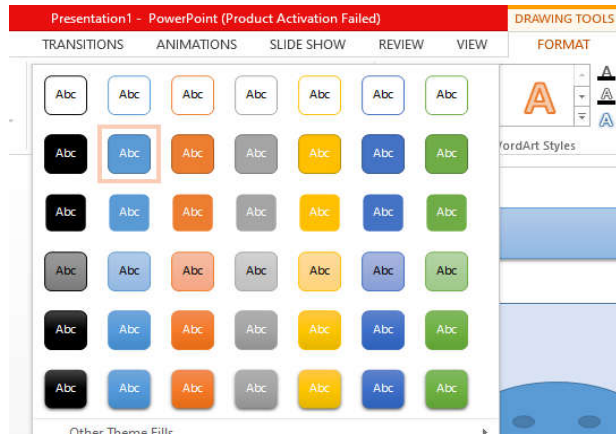 Presentation1 - PowerPoint (Product Activation Failed) DRAWING TOOLS
TRANSITIONS ANIMATIONS SLIDE SHOW REVIEW VIEW FORMAT
Abc Abc Abc Abc Abc Abc Abc
A A
A
A
Abc Abc Abc Abc Abc Abc Abc
WordArt Styles
Abc Abc Abc Abc Abc Abc Abc
Abc Abc Abc Abc Abc Abc Abc
Abc Abc Abc Abc Abc Abc Abc
Abc Abc Abc Abc Abc Abc Abc
Other Theme Fills